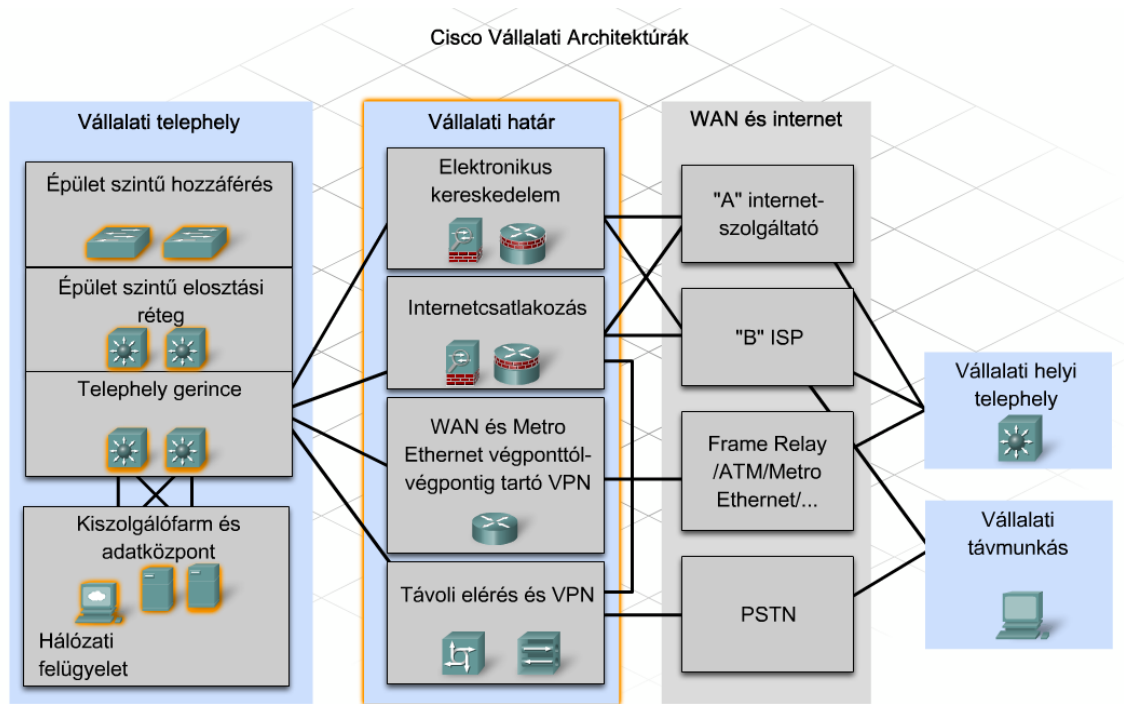 Cisco Vállalati Architektúrák
Vállalati telephely
Épület szintű hozzáférés
Épület szintű elosztási
réteg
Telephely gerince
Kiszolgálófarm és
adatközpont
Hálózati
felügyelet
Vállalati határ
Elektronikus
kereskedelem
Internetcsatlakozás
WAN és Metro
Ethernet végponttól-
végpontig tartó VPN
Távoli elérés és VPN
WAN és internet
"A" internet-
szolgáltató
"B" ISP
Frame Relay
/ATM/Metro
Ethernet/...
PSTN
Vállalati helyi
telephely
Vállalati
távmunkás